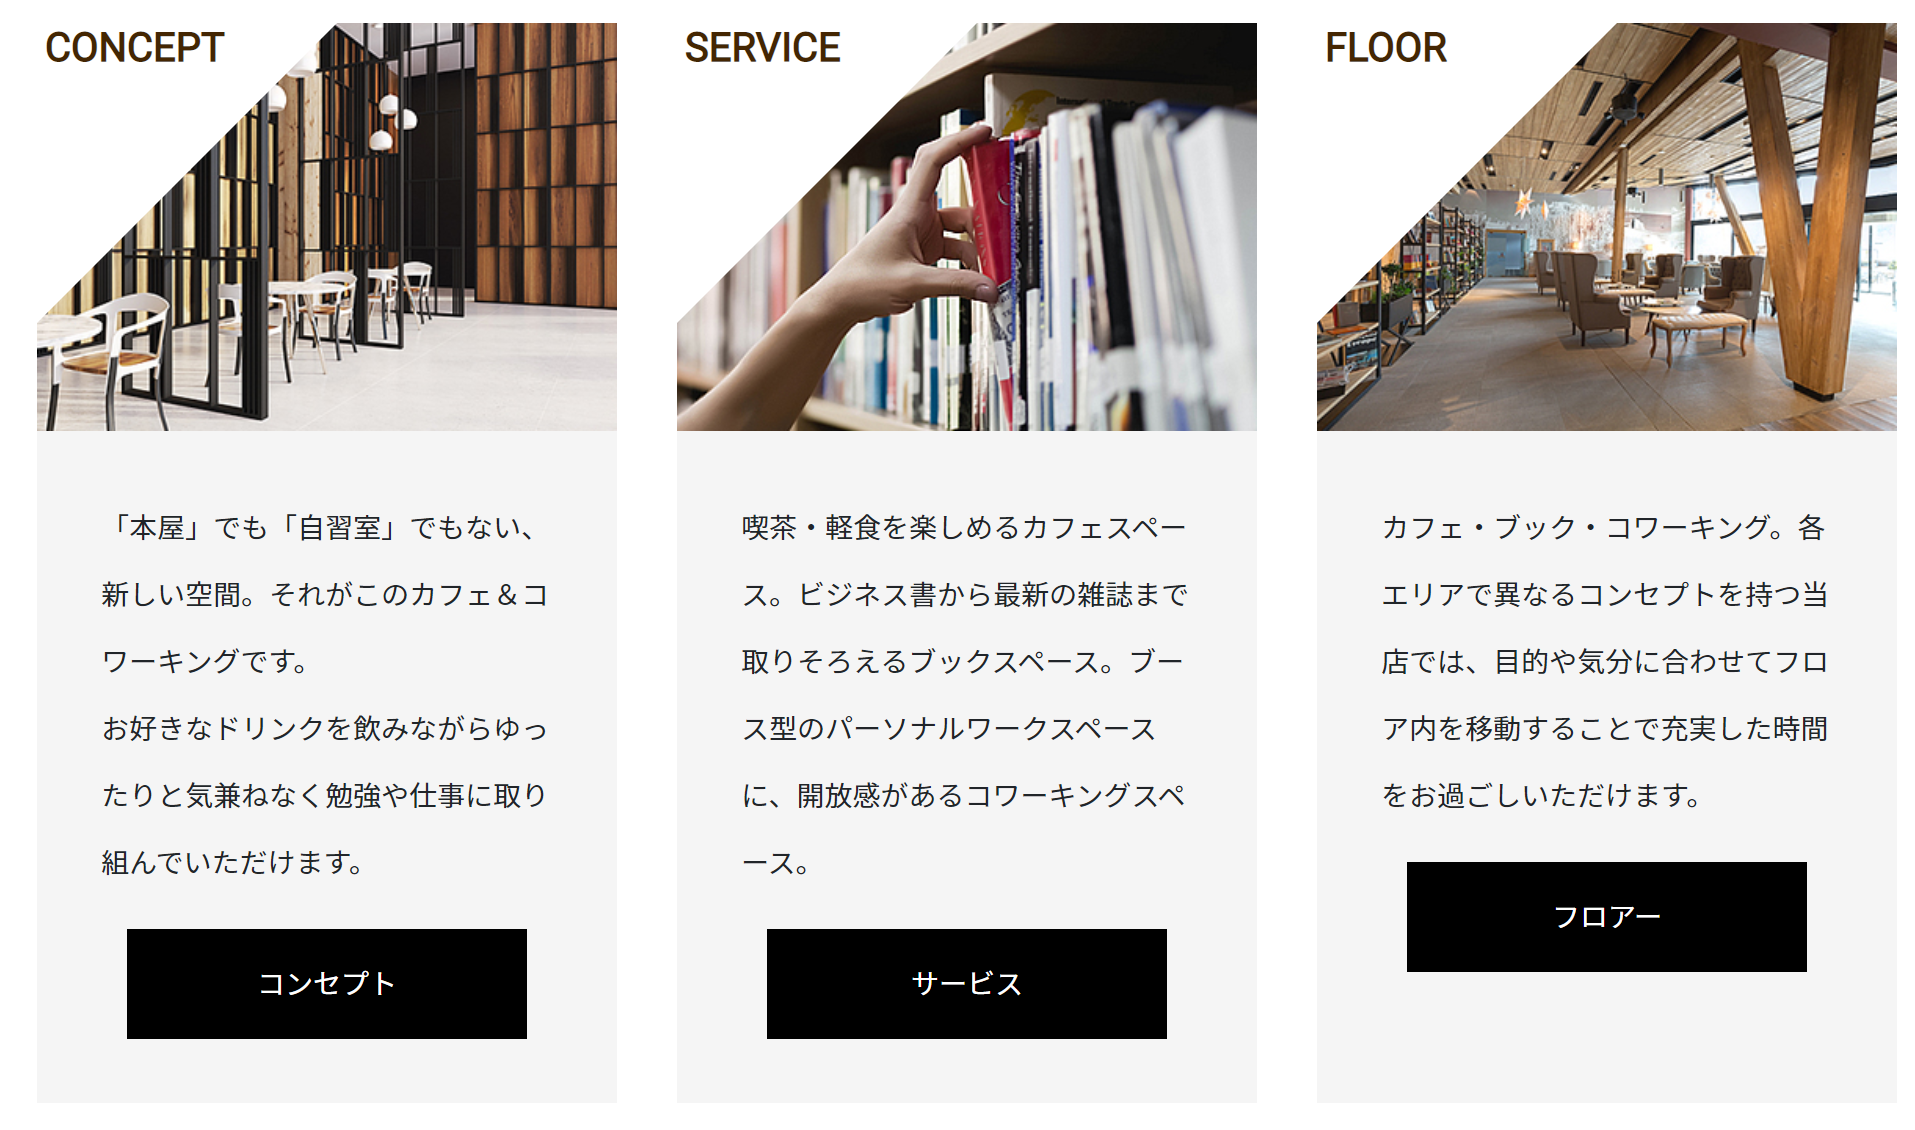 CONCEPT
「本屋」でも「自習室」でもない、
新しい空間。それがこのカフェ＆コ
ワーキングです。
お好きなドリンクを飲みながらゆっ
たりと気兼ねなく勉強や仕事に取り
組んでいただけます。
コンセプト
SERVICE
喫茶・軽食を楽しめるカフェスペー
ス。ビジネス書から最新の雑誌まで
取りそろえるブックスペース。ブー
ス型のパーソナルワークスペース
に、開放感があるコワーキングスペ
ース。
サービス
FLOOR
カフェ・ブック・コワーキング。各
エリアで異なるコンセプトを持つ当
店では、目的や気分に合わせてフロ
ア内を移動することで充実した時間
をお過ごしいただけます。
フロアー